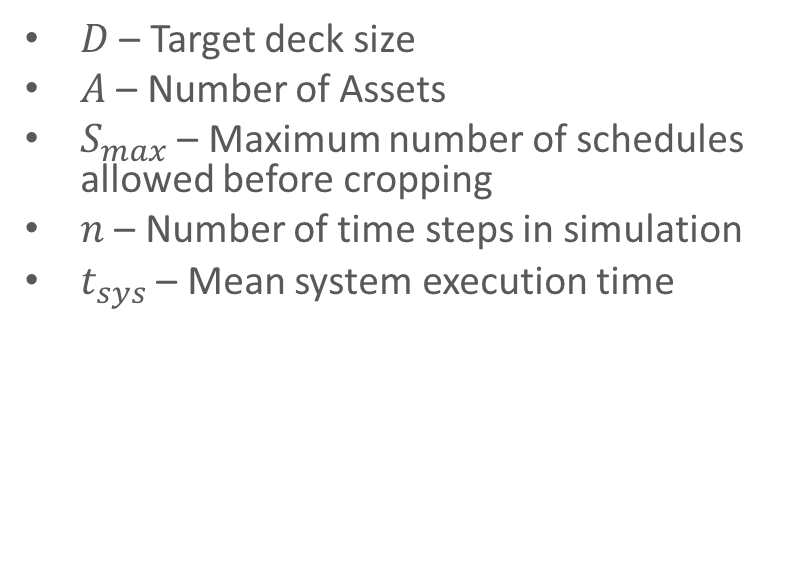 • D – Target deck size
• A – Number of Assets
• Sₘₐₓ – Maximum number of schedules
allowed before cropping
• n – Number of time steps in simulation
• t_sys – Mean system execution time